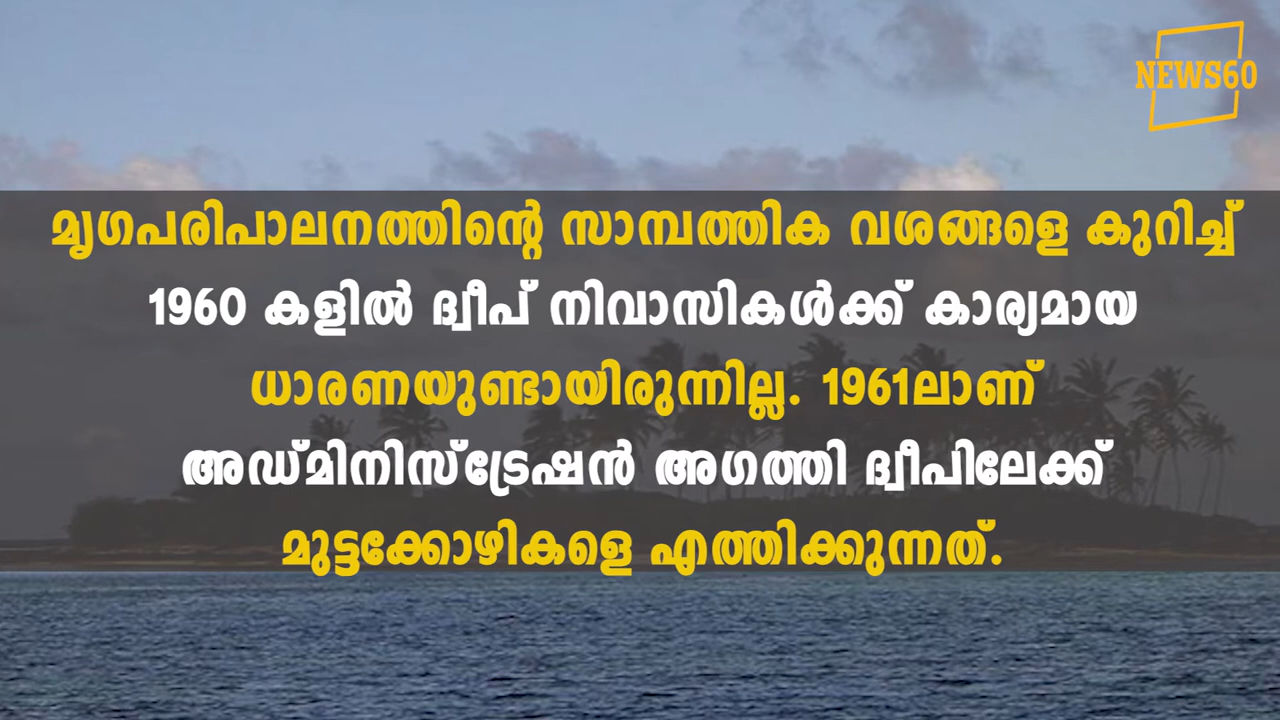 NEWS60
മൃഗപരിപാലനത്തിന്റെ സാമ്പത്തിക വശങ്ങളെ കുറിച്ച്
1960 കളിൽ ദ്വീപ് നിവാസികൾക്ക് കാര്യമായ
ധാരണയുണ്ടായിരുന്നില്ല. 1961ലാണ്
അഡ്മിനിസ്ട്രേഷൻ അഗത്തി ദ്വീപിലേക്ക്
മുട്ടക്കോഴികളെ എത്തിക്കുന്നത്.